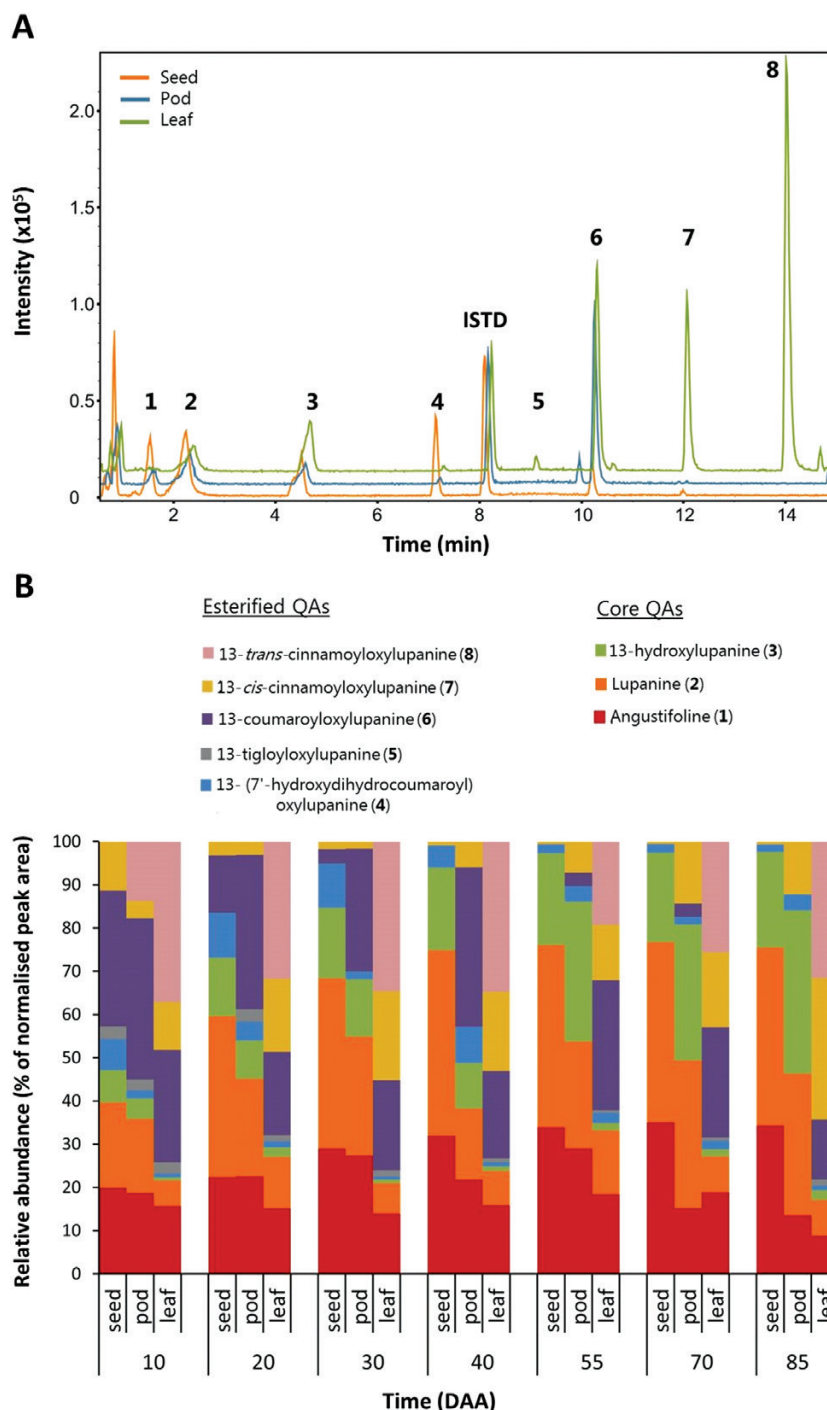 A
Seed
Pod
Leaf
Intensity (x10⁵)
2.0
1.5
1.0
0.5
0
1
2
3
4
ISTD
5
6
7
8
2
4
6
8
10
12
14
Time (min)
B
Esterified QAs
13-trans-cinnamoyloxylupanine (8)
13-cis-cinnamoyloxylupanine (7)
13-coumaroyloxylupanine (6)
13-tigloyloxylupanine (5)
13- (7'-hydroxydihydrocoumaroyl)
oxylupanine (4)
Core QAs
13-hydroxylupanine (3)
Lupanine (2)
Angustifoline (1)
Relative abundance (% of normalised peak area)
100
90
80
70
60
50
40
30
20
10
0
seed pod leaf
seed pod leaf
seed pod leaf
seed pod leaf
seed pod leaf
seed pod leaf
seed pod leaf
10 20 30 40 55 70 85
Time (DAA)